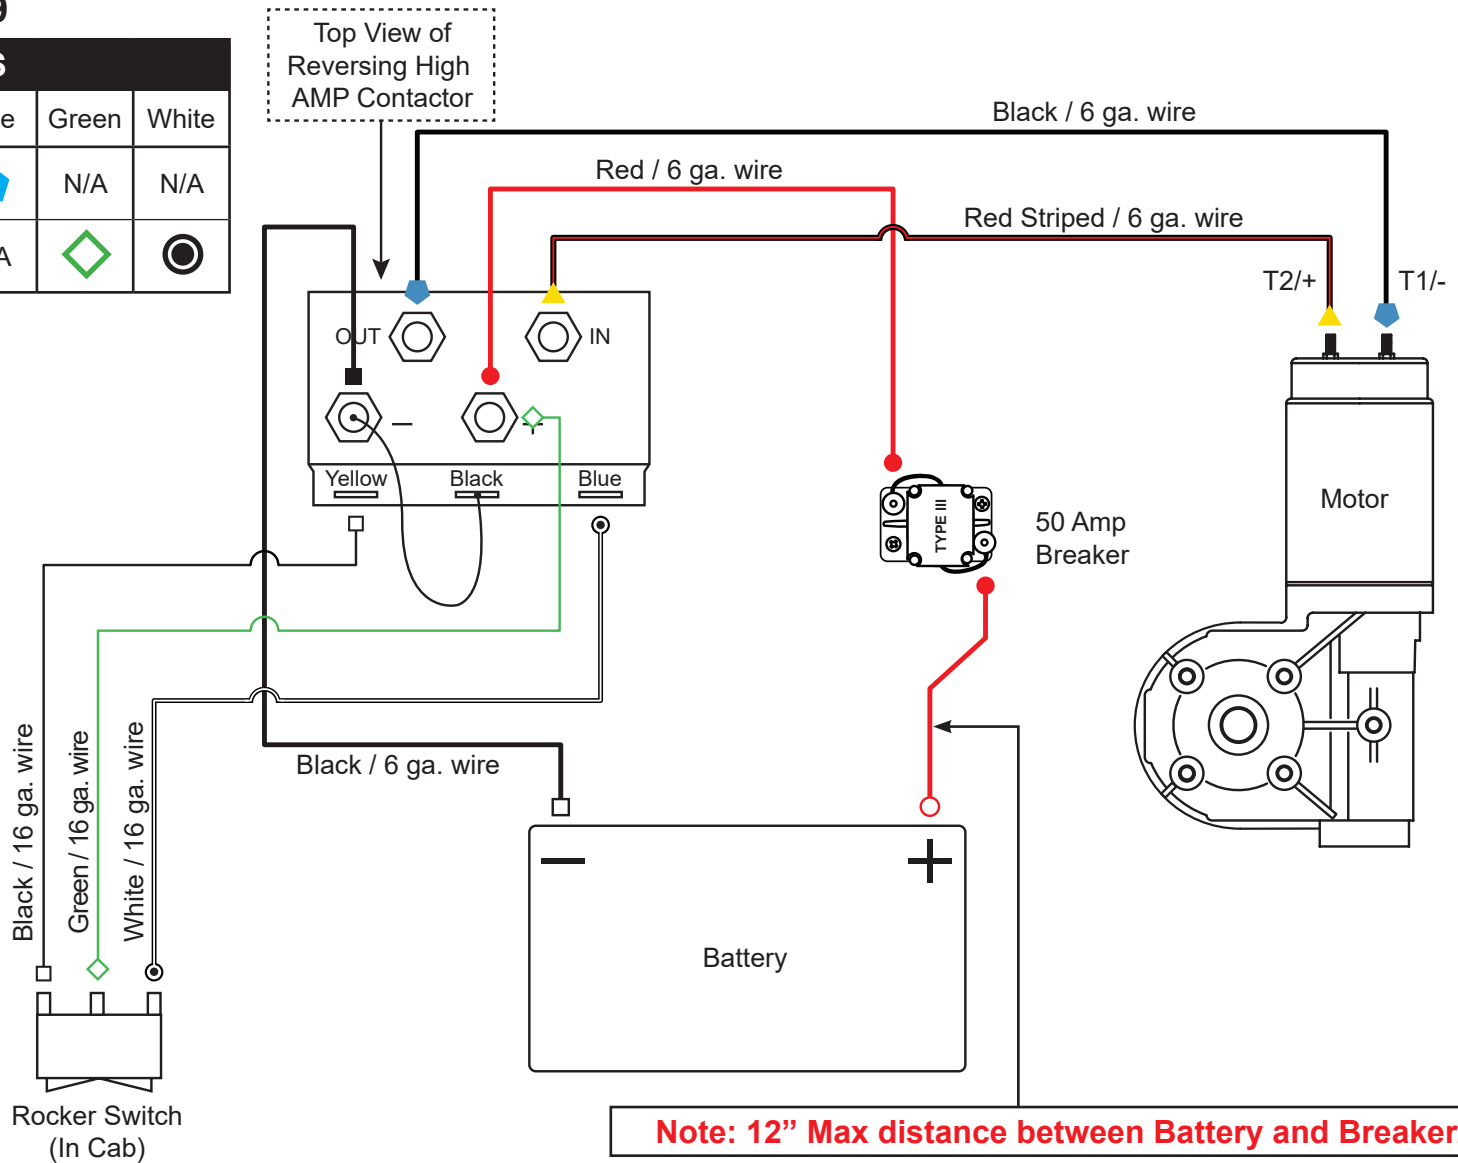 Green White
N/A N/A
Top View of
Reversing High
AMP Contactor
Black / 6 ga. wire
Red / 6 ga. wire
Red Striped / 6 ga. wire
T2/+ T1/-
OUT IN
Yellow Black Blue
TYPE III
50 Amp
Breaker
Motor
Black / 16 ga. wire
Green / 16 ga. wire
White / 16 ga. wire
Black / 6 ga. wire
Battery
Rocker Switch
(In Cab)
Note: 12” Max distance between Battery and Breaker.